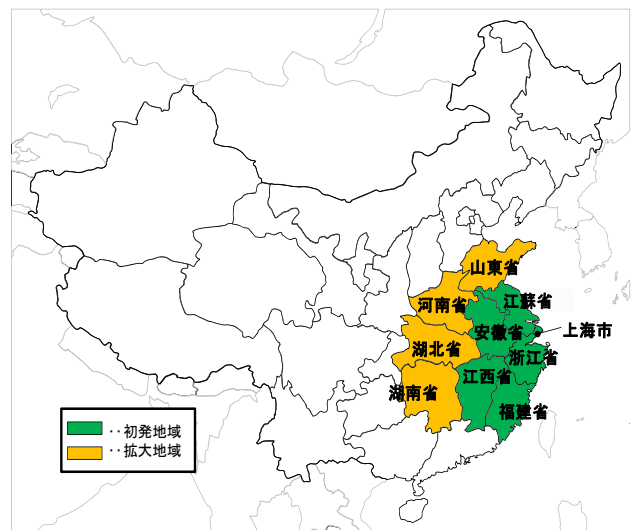 山東省
江蘇省
河南省
安徽省
上海市
湖北省
浙江省
江西省
湖南省
福建省
‥初発地域
‥拡大地域